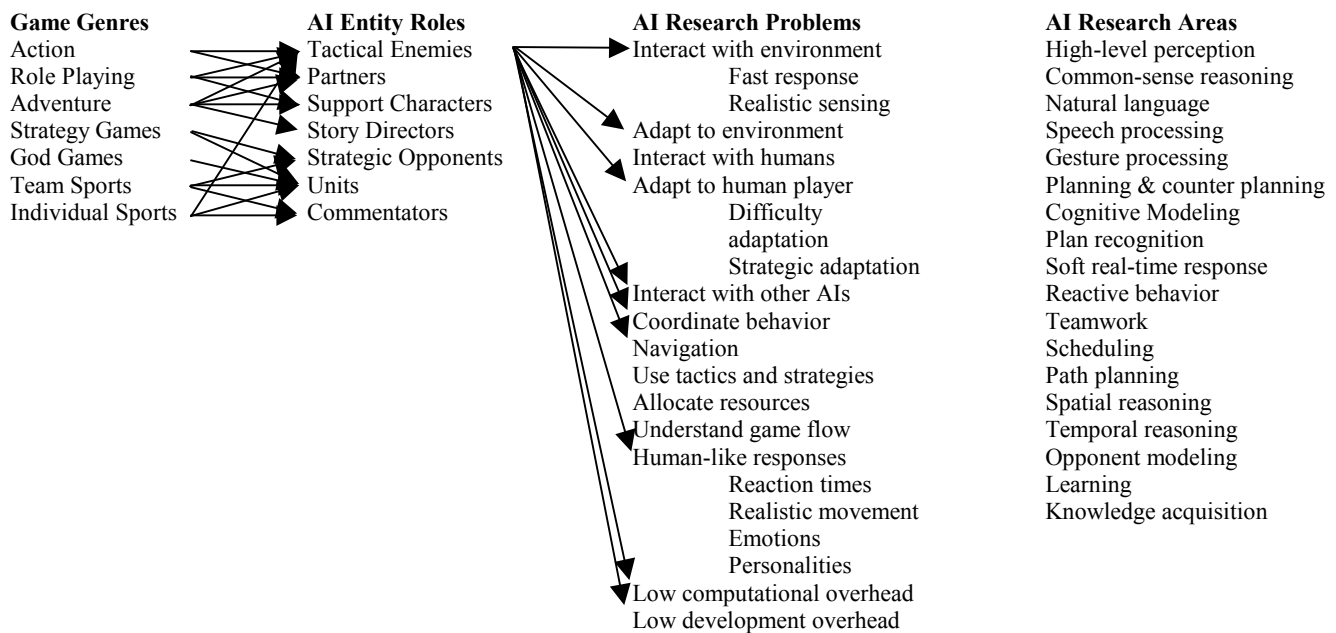 Game Genres
Action
Role Playing
Adventure
Strategy Games
God Games
Team Sports
Individual Sports
AI Entity Roles
Tactical Enemies
Partners
Support Characters
Story Directors
Strategic Opponents
Units
Commentators
AI Research Problems
Interact with environment
Fast response
Realistic sensing
Adapt to environment
Interact with humans
Adapt to human player
Difficulty
adaptation
Strategic adaptation
Interact with other AIs
Coordinate behavior
Navigation
Use tactics and strategies
Allocate resources
Understand game flow
Human-like responses
Reaction times
Realistic movement
Emotions
Personalities
Low computational overhead
Low development overhead
AI Research Areas
High-level perception
Common-sense reasoning
Natural language
Speech processing
Gesture processing
Planning & counter planning
Cognitive Modeling
Plan recognition
Soft real-time response
Reactive behavior
Teamwork
Scheduling
Path planning
Spatial reasoning
Temporal reasoning
Opponent modeling
Learning
Knowledge acquisition